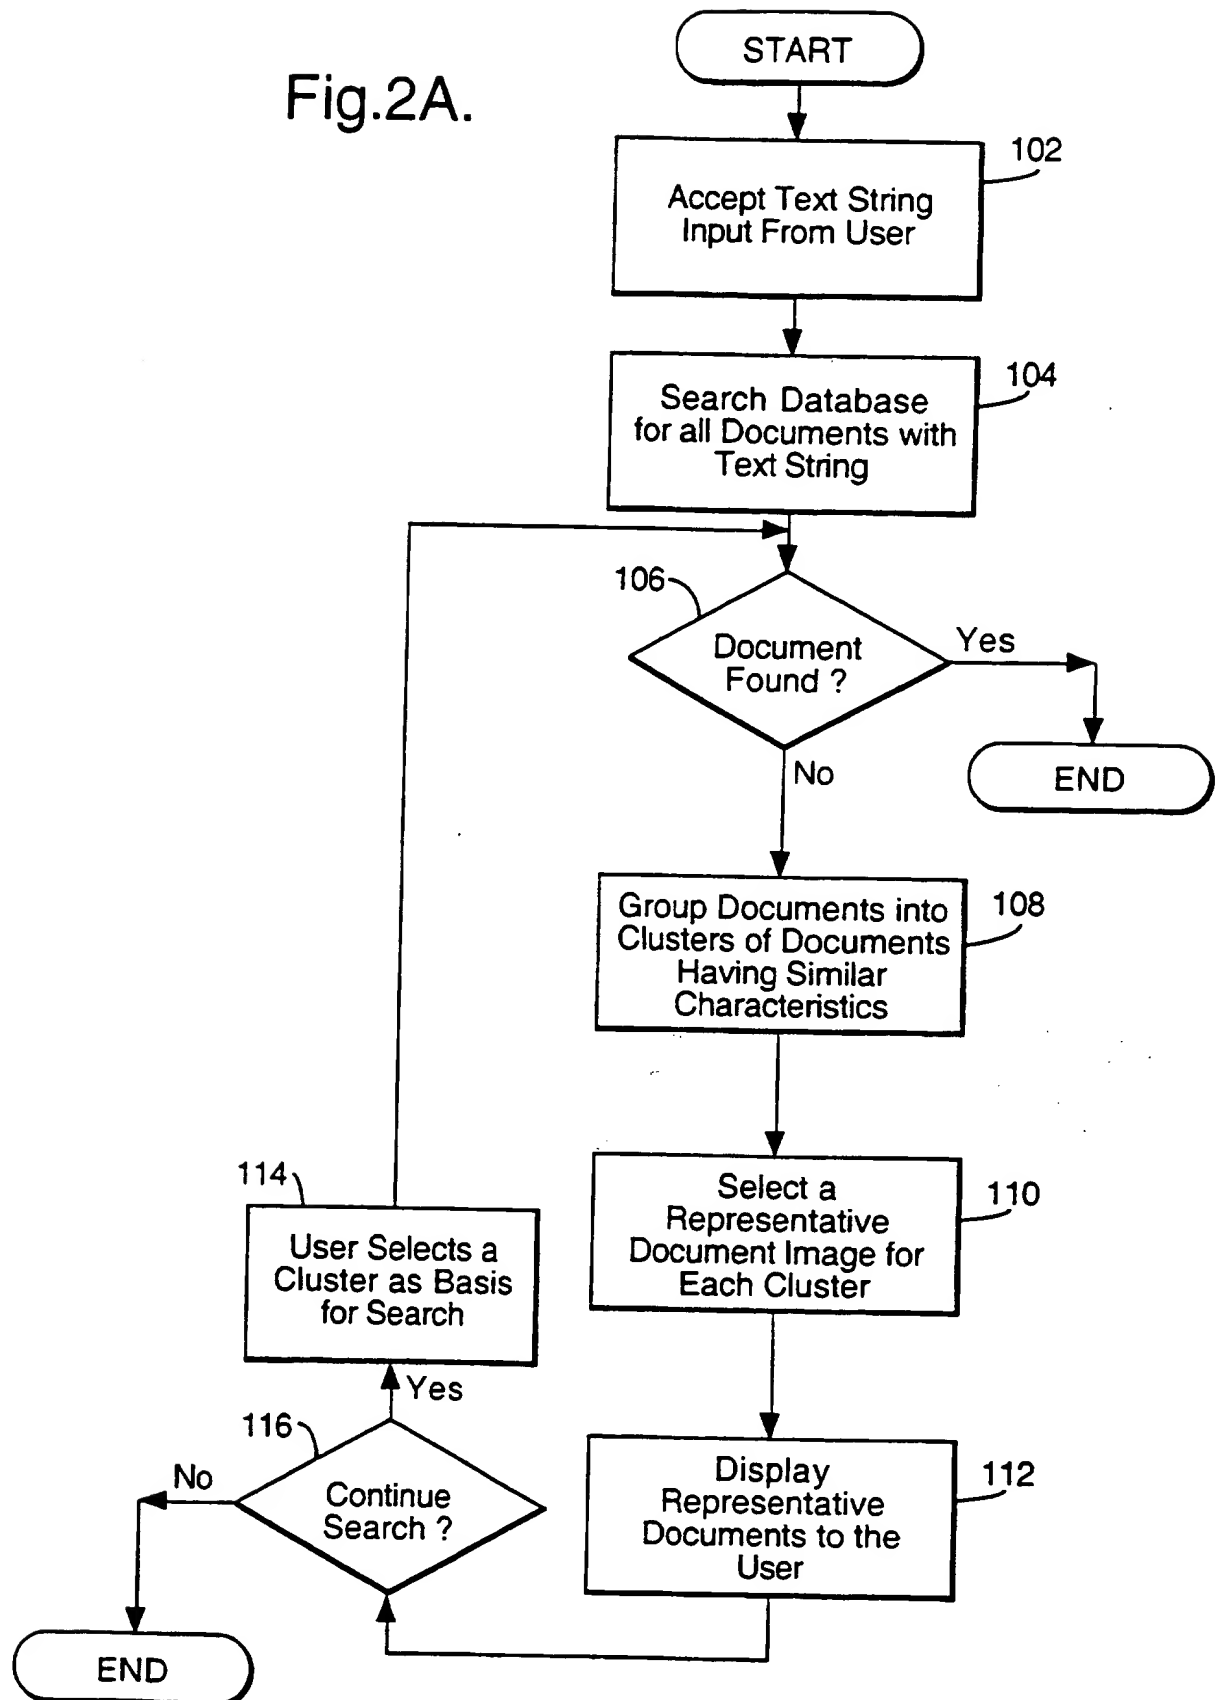 START
Fig.2A.
102
Accept Text String
Input From User
104
Search Database
for all Documents with
Text String
106
Document
Found ?
Yes
END
No
Group Documents into
Clusters of Documents
Having Similar
Characteristics
108
Select a
Representative
Document Image for
Each Cluster
110
114
User Selects a
Cluster as Basis
for Search
Yes
116
Continue
Search ?
No
END
Display
Representative
Documents to the
User
112